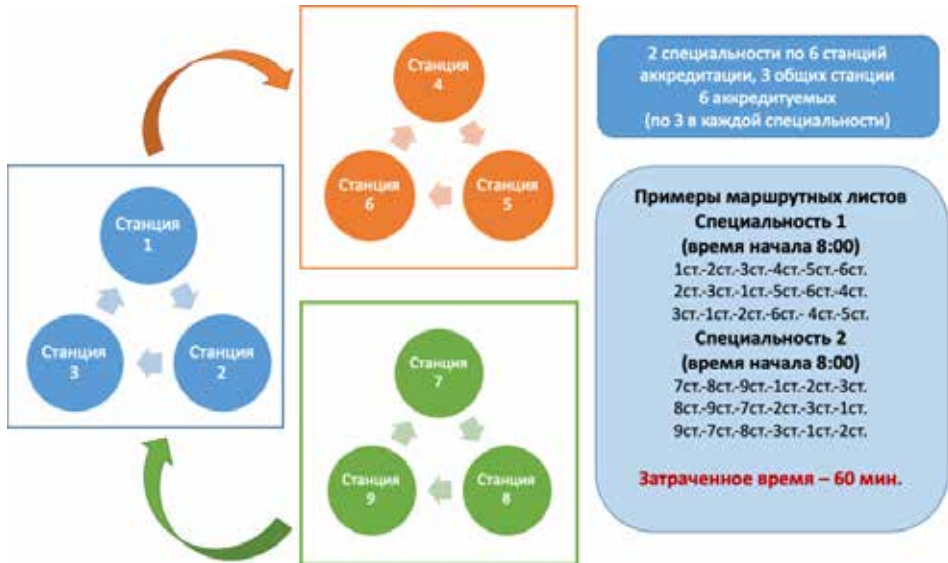 Станция
1
Станция
2
Станция
3
Станция
4
Станция
5
Станция
6
Станция
7
Станция
8
Станция
9
2 специальности по 6 станций
аккредитации, 3 общих станции
6 аккредитуемых
(по 3 в каждой специальности)
Примеры маршрутных листов
Специальность 1
(время начала 8:00)
1ст.-2ст.-3ст.-4ст.-5ст.-6ст.
2ст.-3ст.-1ст.-5ст.-6ст.-4ст.
3ст.-1ст.-2ст.-6ст.- 4ст.-5ст.
Специальность 2
(время начала 8:00)
7ст.-8ст.-9ст.-1ст.-2ст.-3ст.
8ст.-9ст.-7ст.-2ст.-3ст.-1ст.
9ст.-7ст.-8ст.-3ст.-1ст.-2ст.
Затраченное время – 60 мин.